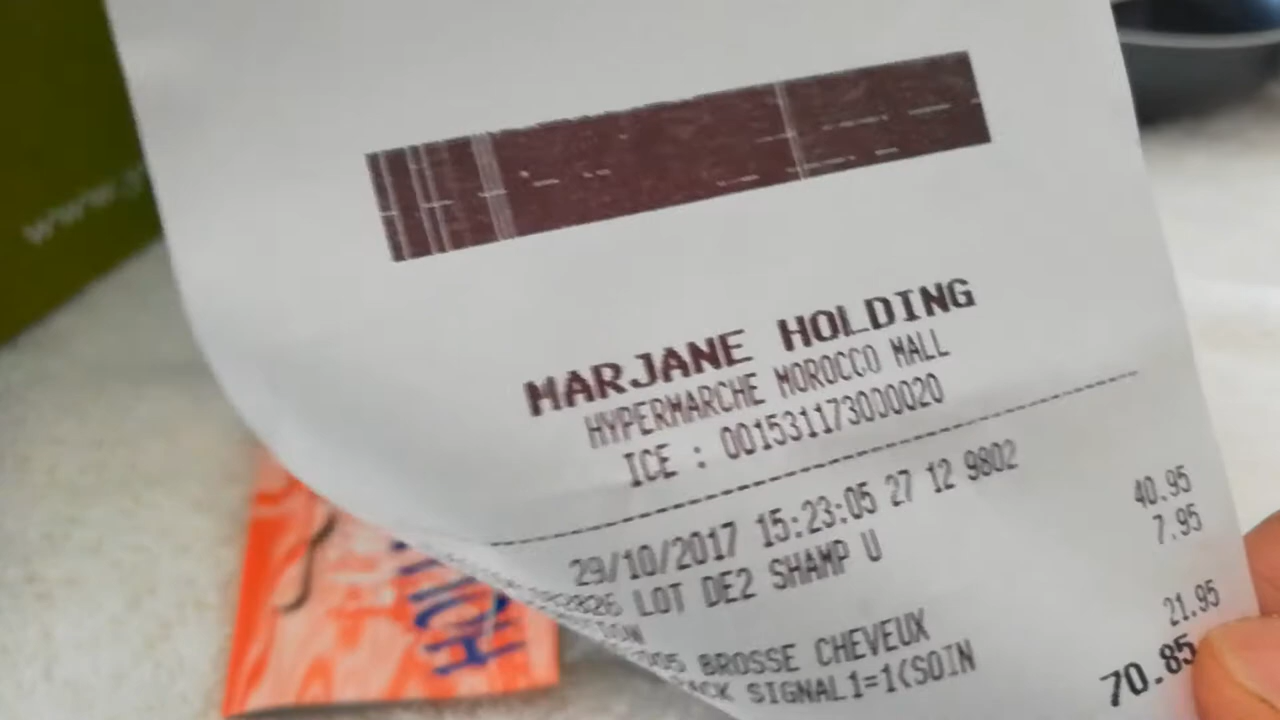 www.
MARJANE HOLDING
HYPERMARCHE MOROCCO MALL
ICE : 001531173000020
29/10/2017 15:23:05 27 12 9802
LOT DE2 SHAMP U 40.95
7.95
BROSSE CHEVEUX 21.95
SIGNAL1=1(SOIN
70.85